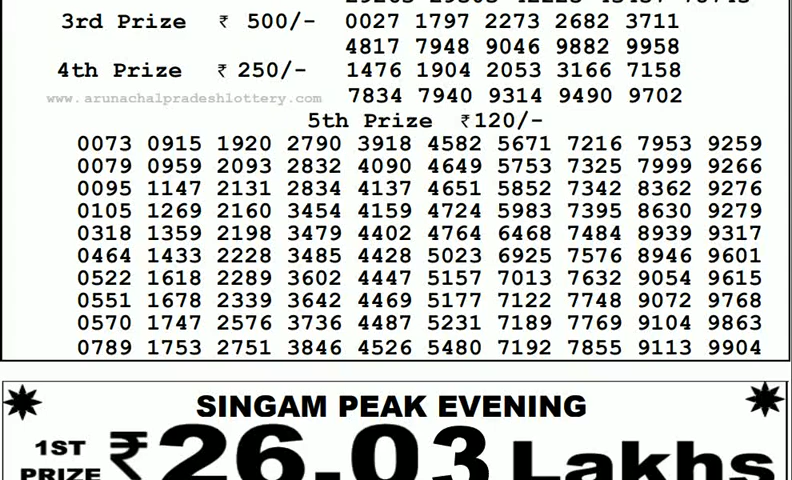 3rd Prize ₹ 500/- 0027 1797 2273 2682 3711
4817 7948 9046 9882 9958
4th Prize ₹ 250/- 1476 1904 2053 3166 7158
www.arunachalpradeshlottery.com 7834 7940 9314 9490 9702
5th Prize ₹120/-
0073 0915 1920 2790 3918 4582 5671 7216 7953 9259
0079 0959 2093 2832 4090 4649 5753 7325 7999 9266
0095 1147 2131 2834 4137 4651 5852 7342 8362 9276
0105 1269 2160 3454 4159 4724 5983 7395 8630 9279
0318 1359 2198 3479 4402 4764 6468 7484 8939 9317
0464 1433 2228 3485 4428 5023 6925 7576 8946 9601
0522 1618 2289 3602 4447 5157 7013 7632 9054 9615
0551 1678 2339 3642 4469 5177 7122 7748 9072 9768
0570 1747 2576 3736 4487 5231 7189 7769 9104 9863
0789 1753 2751 3846 4526 5480 7192 7855 9113 9904
SINGAM PEAK EVENING
1ST PRIZE ₹26.03 Lakhs